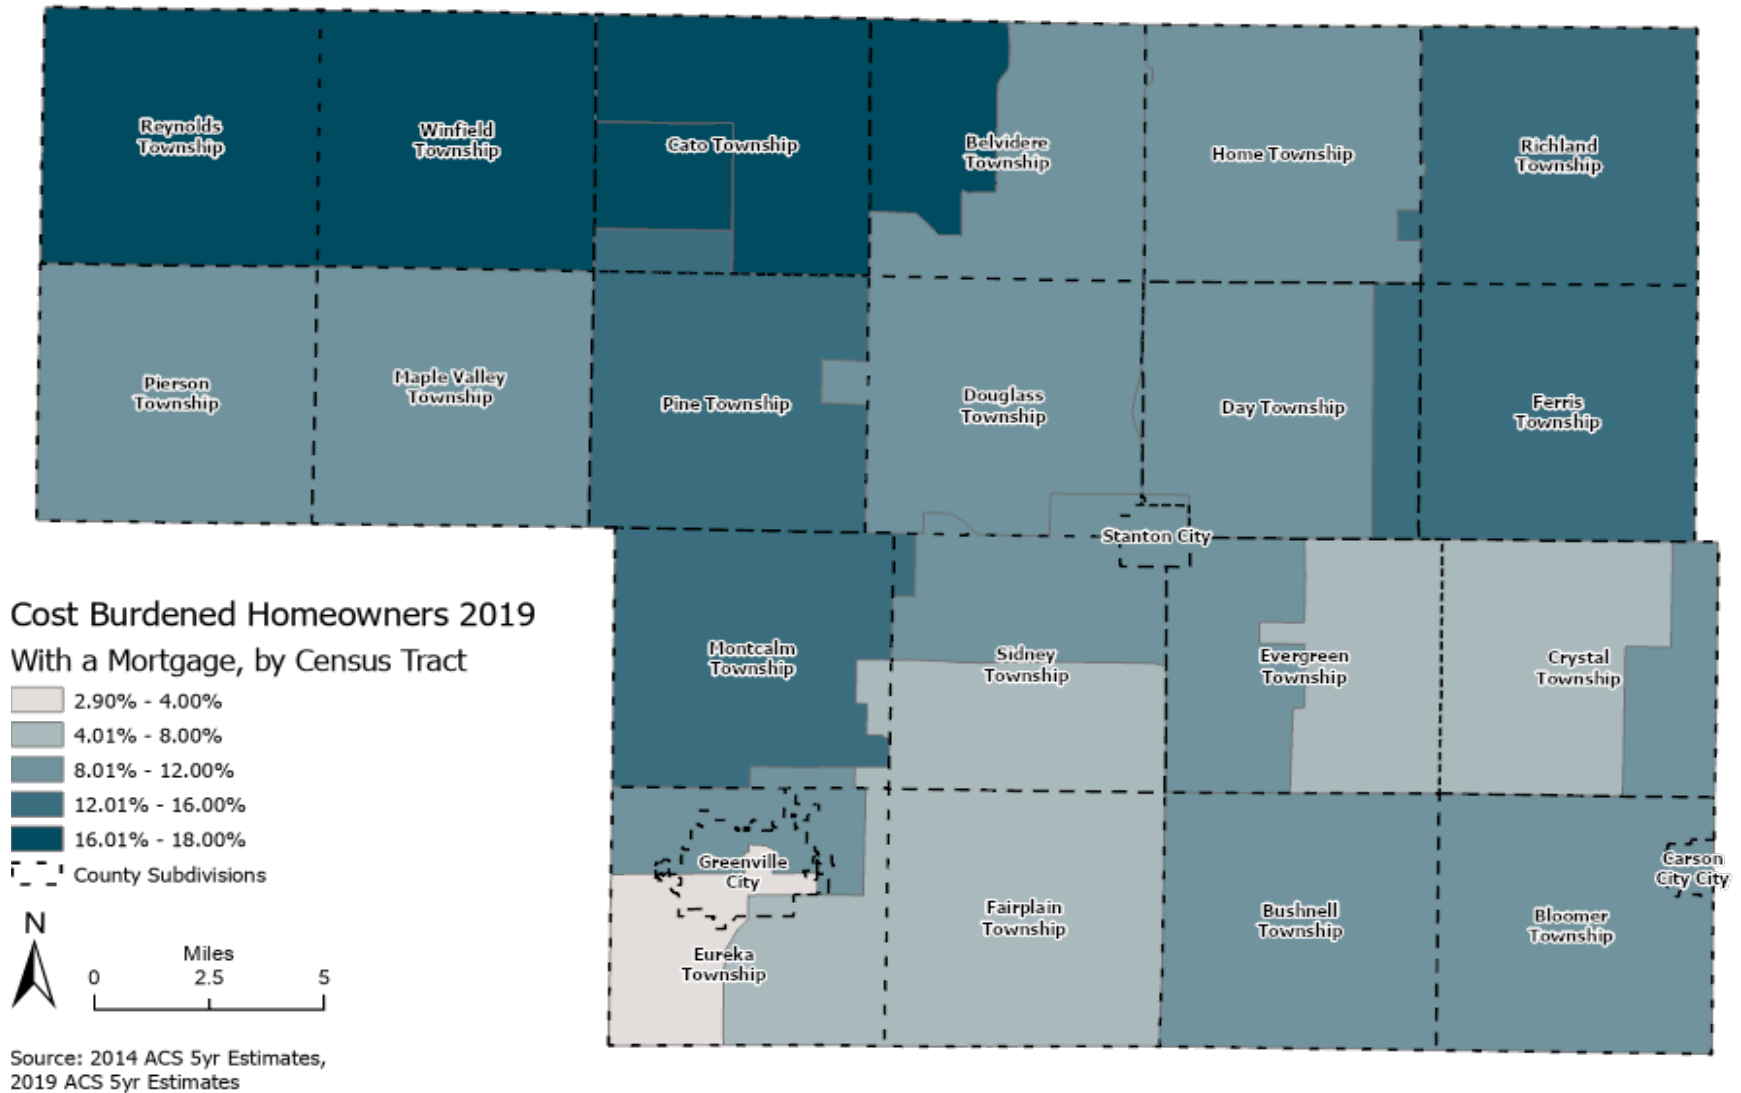 Reynolds
Township
Winfield
Township
Cato Township
Belvidere
Township
Home Township
Richland
Township
Pierson
Township
Maple Valley
Township
Pine Township
Douglass
Township
Day Township
Ferris
Township
Stanton City
Montcalm
Township
Sidney
Township
Evergreen
Township
Crystal
Township
Greenville
City
Eureka
Township
Fairplain
Township
Bushnell
Township
Bloomer
Township
Carson
City City
Cost Burdened Homeowners 2019
With a Mortgage, by Census Tract
2.90% - 4.00%
4.01% - 8.00%
8.01% - 12.00%
12.01% - 16.00%
16.01% - 18.00%
County Subdivisions
N
Miles
0 2.5 5
Source: 2014 ACS 5yr Estimates,
2019 ACS 5yr Estimates